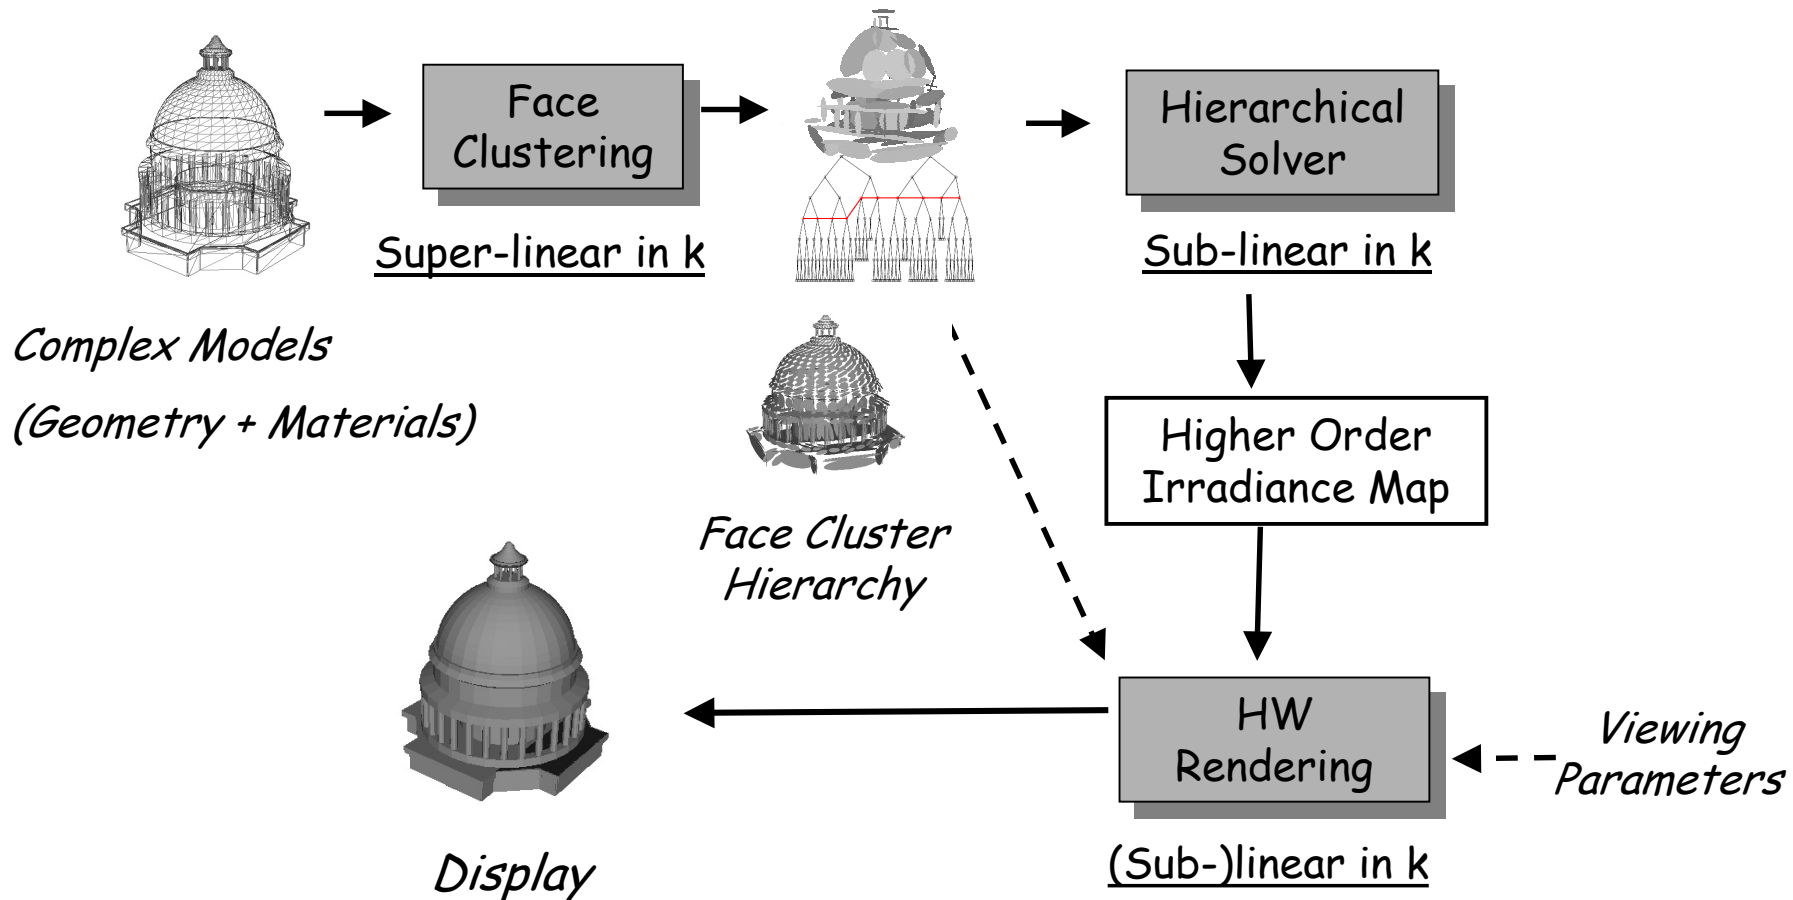 Face
Clustering
Hierarchical
Solver
Super-linear in k
Sub-linear in k
Complex Models
(Geometry + Materials)
Higher Order
Irradiance Map
Face Cluster
Hierarchy
HW
Rendering
Viewing
Parameters
(Sub-)linear in k
Display